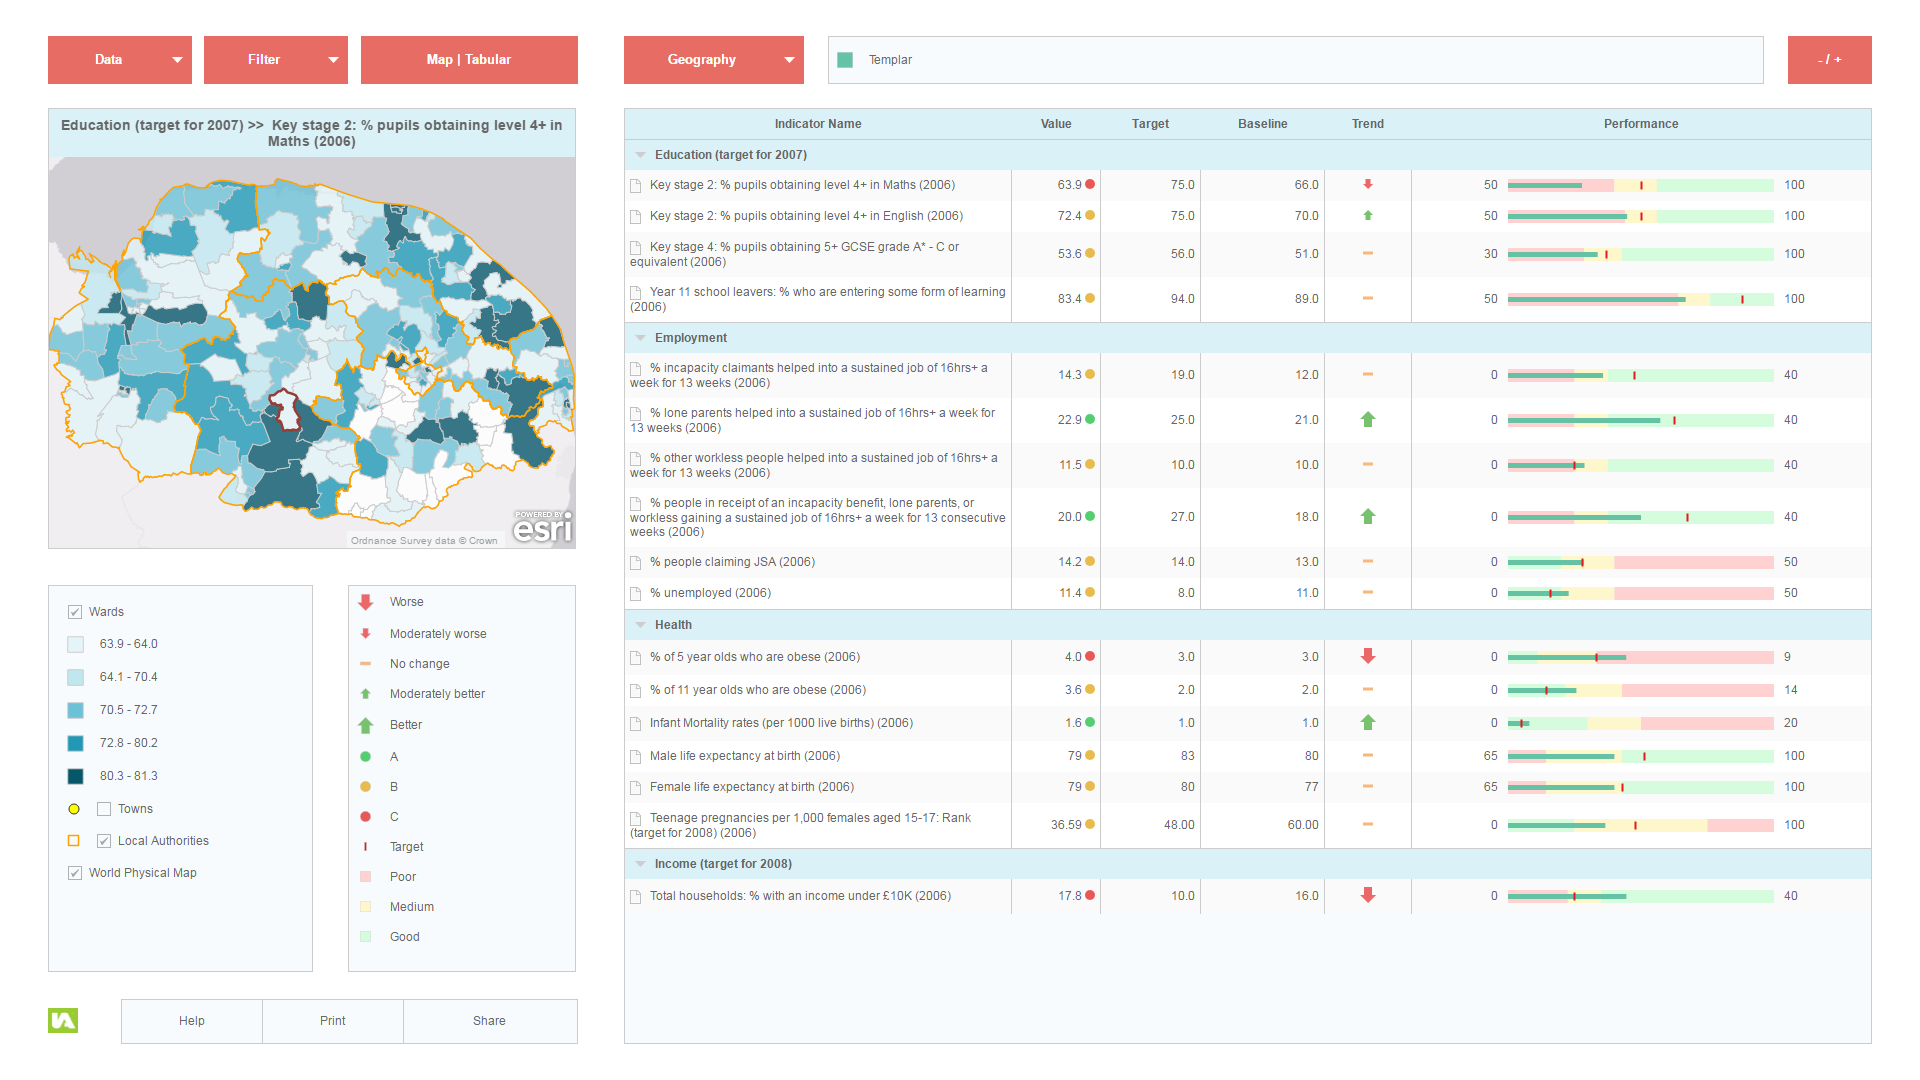 Data
Filter
Map | Tabular
Geography
Templar
- / +
Education (target for 2007) >> Key stage 2: % pupils obtaining level 4+ in
Maths (2006)
POWERED BY
esri
Ordnance Survey data © Crown
Wards
63.9 - 64.0
64.1 - 70.4
70.5 - 72.7
72.8 - 80.2
80.3 - 81.3
Towns
Local Authorities
World Physical Map
Worse
Moderately worse
No change
Moderately better
Better
A
B
C
Target
Poor
Medium
Good
Help
Print
Share
Indicator Name Value Target Baseline Trend Performance
Education (target for 2007)
Key stage 2: % pupils obtaining level 4+ in Maths (2006) 63.9 75.0 66.0 50 100
Key stage 2: % pupils obtaining level 4+ in English (2006) 72.4 75.0 70.0 50 100
Key stage 4: % pupils obtaining 5+ GCSE grade A* - C or
equivalent (2006) 53.6 56.0 51.0 30 100
Year 11 school leavers: % who are entering some form of learning
(2006) 83.4 94.0 89.0 50 100
Employment
% incapacity claimants helped into a sustained job of 16hrs+ a
week for 13 weeks (2006) 14.3 19.0 12.0 0 40
% lone parents helped into a sustained job of 16hrs+ a week for
13 weeks (2006) 22.9 25.0 21.0 0 40
% other workless people helped into a sustained job of 16hrs+ a
week for 13 weeks (2006) 11.5 10.0 10.0 0 40
% people in receipt of an incapacity benefit, lone parents, or
workless gaining a sustained job of 16hrs+ a week for 13 consecutive 20.0 27.0 18.0 0 40
weeks (2006)
% people claiming JSA (2006) 14.2 14.0 13.0 0 50
% unemployed (2006) 11.4 8.0 11.0 0 50
Health
% of 5 year olds who are obese (2006) 4.0 3.0 3.0 0 9
% of 11 year olds who are obese (2006) 3.6 2.0 2.0 0 14
Infant Mortality rates (per 1000 live births) (2006) 1.6 1.0 1.0 0 20
Male life expectancy at birth (2006) 79 83 80 65 100
Female life expectancy at birth (2006) 79 80 77 65 100
Teenage pregnancies per 1,000 females aged 15-17: Rank
(target for 2008) (2006) 36.59 48.00 60.00 0 100
Income (target for 2008)
Total households: % with an income under £10K (2006) 17.8 10.0 16.0 0 40